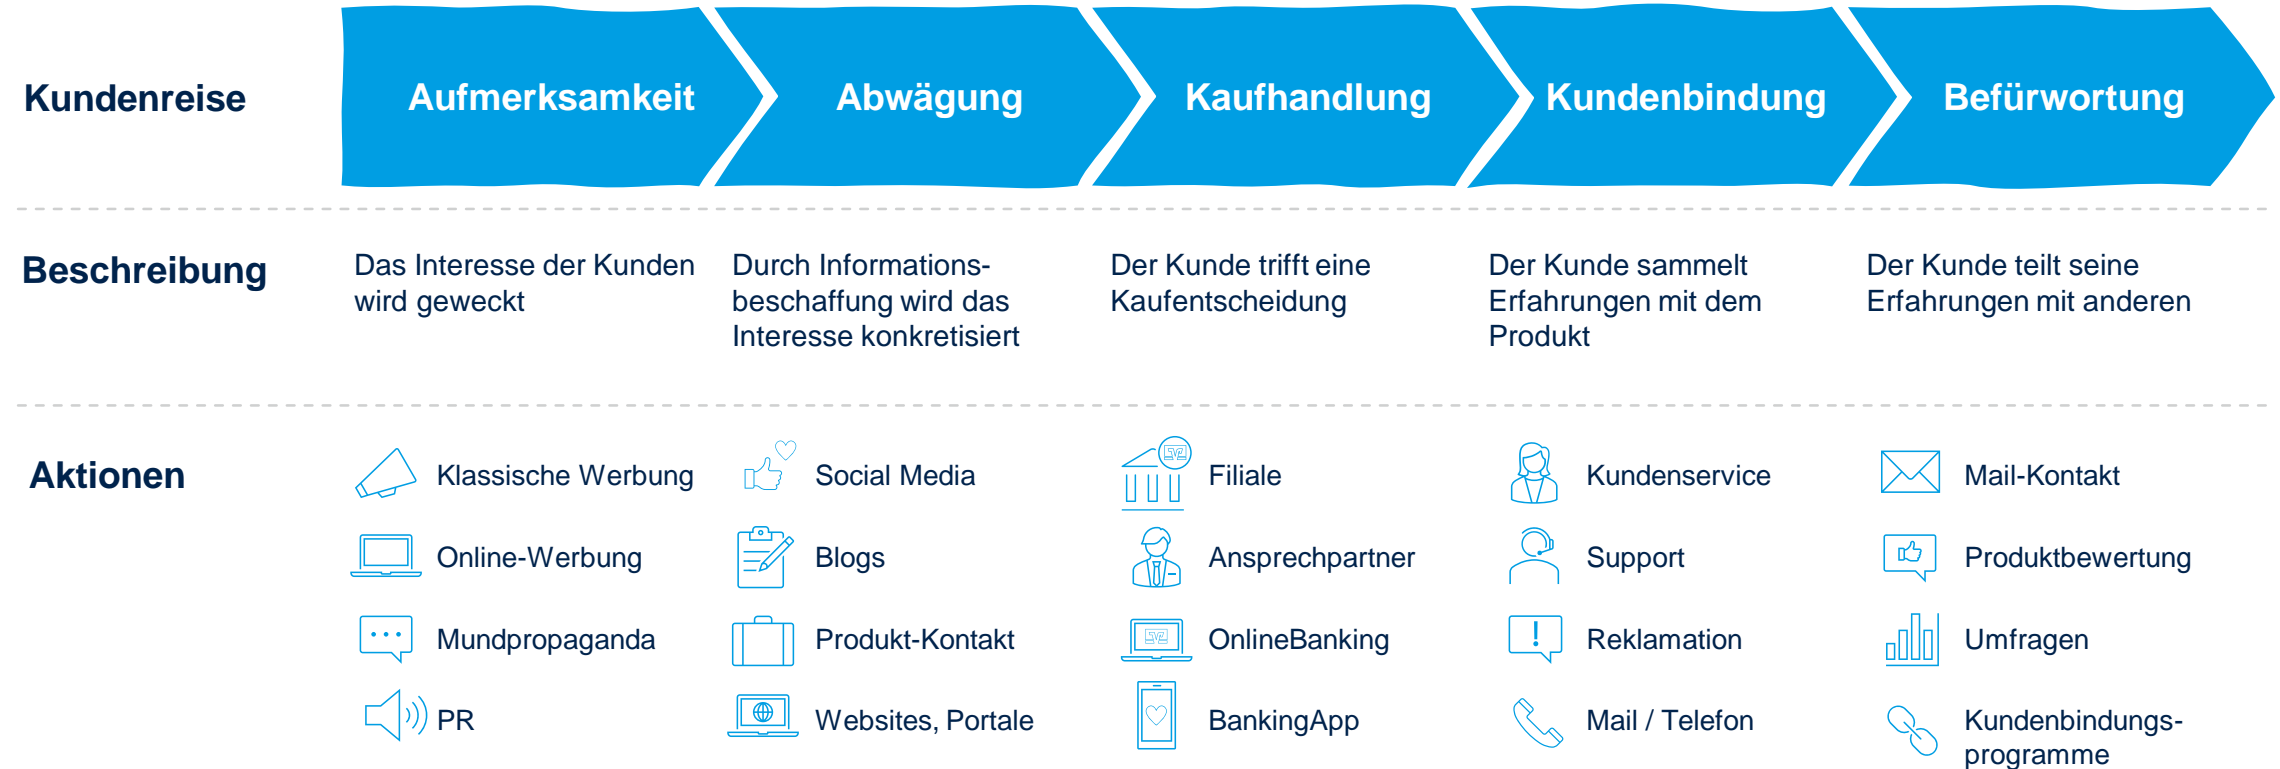 Kundenreise
Aufmerksamkeit
Abwägung
Kaufhandlung
Kundenbindung
Befürwortung
Beschreibung
Das Interesse der Kunden
wird geweckt
Durch Informations-
beschaffung wird das
Interesse konkretisiert
Der Kunde trifft eine
Kaufentscheidung
Der Kunde sammelt
Erfahrungen mit dem
Produkt
Der Kunde teilt seine
Erfahrungen mit anderen
Aktionen
Klassische Werbung
Social Media
Filiale
Kundenservice
Mail-Kontakt
Online-Werbung
Blogs
Ansprechpartner
Support
Produktbewertung
Mundpropaganda
Produkt-Kontakt
OnlineBanking
Reklamation
Umfragen
PR
Websites, Portale
BankingApp
Mail / Telefon
Kundenbindungs-
programme